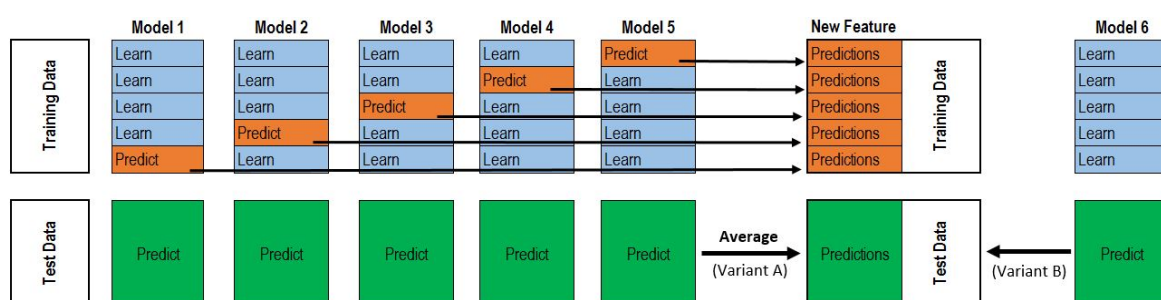 Model 1 Model 2 Model 3 Model 4 Model 5 New Feature Model 6
Training Data
Learn Learn Learn Learn Predict Predictions Learn
Learn Learn Learn Predict Learn Predictions Learn
Learn Learn Predict Learn Learn Predictions Learn
Learn Predict Learn Learn Learn Predictions Learn
Predict Learn Learn Learn Learn Predictions Learn
Training Data
Test Data
Predict Predict Predict Predict Predict
Average
(Variant A)
Predictions
Test Data
(Variant B)
Predict